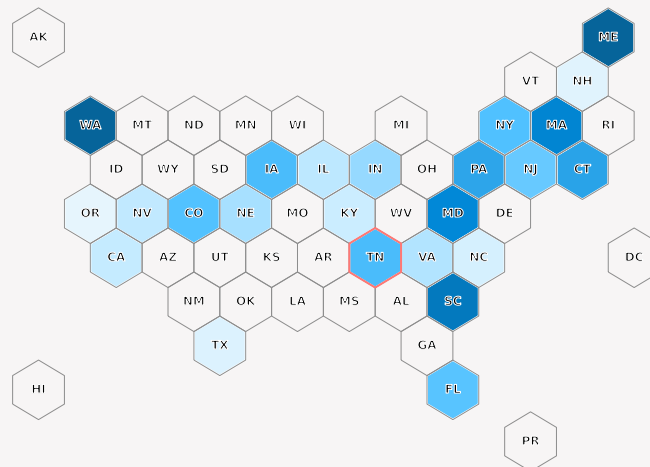 AK ME
VT NH
WA MT ND MN WI MI NY MA RI
ID WY SD IA IL IN OH PA NJ CT
OR NV CO NE MO KY WV MD DE
CA AZ UT KS AR TN VA NC DC
NM OK LA MS AL SC
TX GA
HI FL
PR